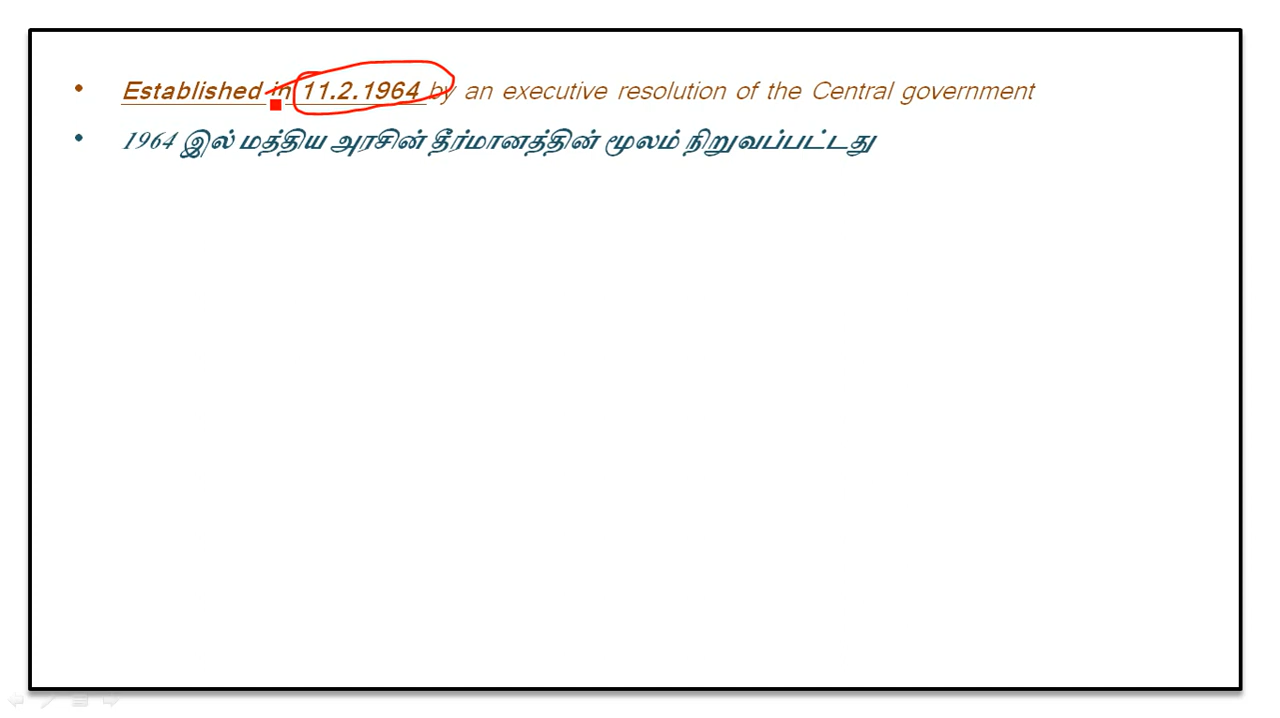 Established in 11.2.1964 by an executive resolution of the Central government
1964 இல் மத்திய அரசின் தீர்மானத்தின் மூலம் நிறுவப்பட்டது